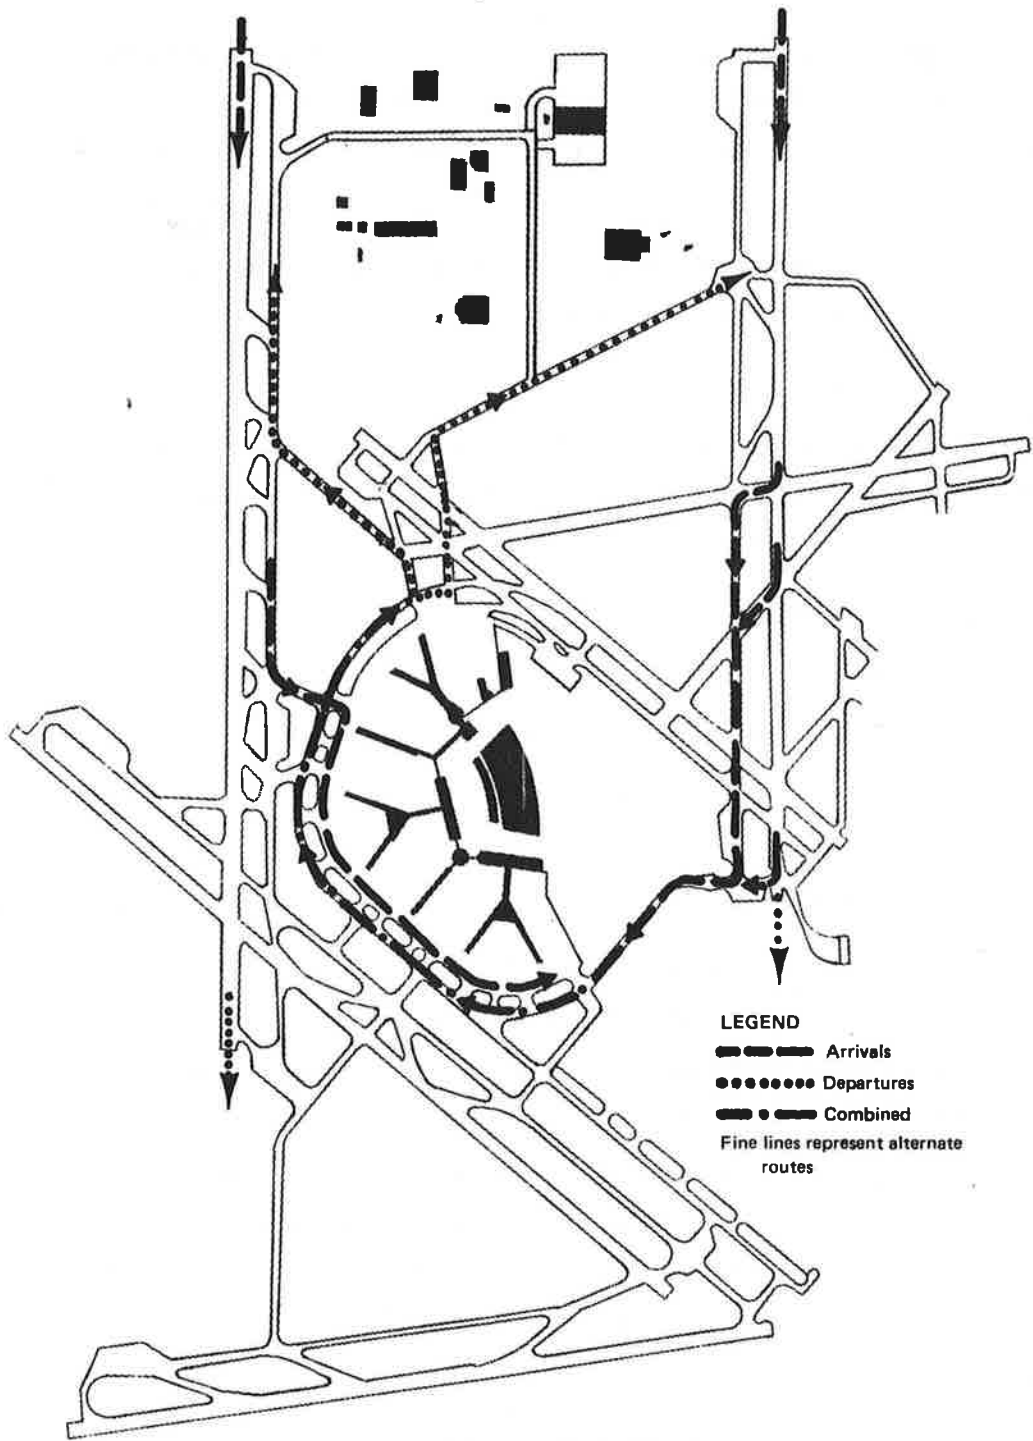 LEGEND
Arrivals
Departures
Combined
Fine lines represent alternate
routes